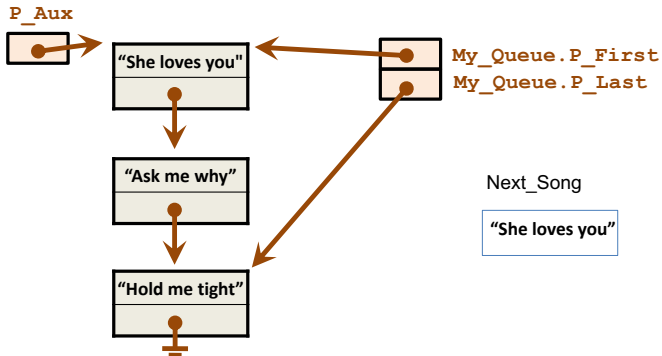 P_Aux
“She loves you"
My_Queue.P_First
My_Queue.P_Last
“Ask me why”
Next_Song
“She loves you”
“Hold me tight”